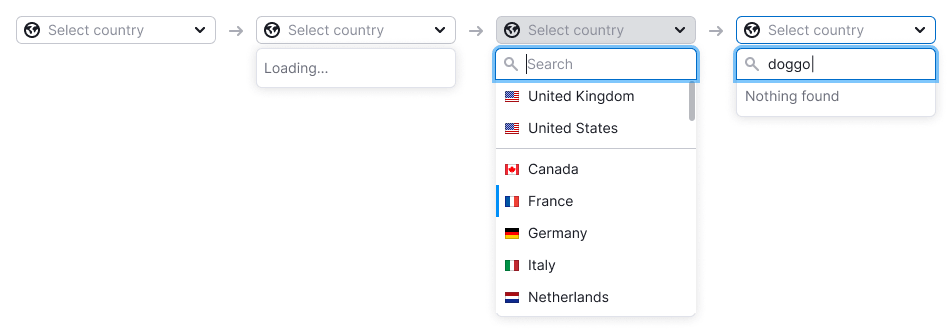 Select country
Select country
Select country
Select country
Loading...
Search
doggo
United Kingdom
Nothing found
United States
Canada
France
Germany
Italy
Netherlands